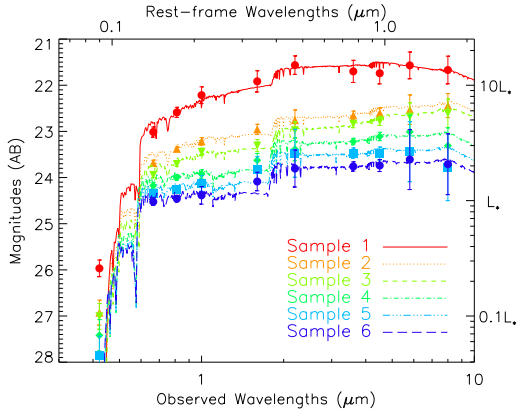 Rest-frame Wavelengths (μm)
0.1 1.0
21
22
23
24
25
26
27
28
Magnitudes (AB)
10L*
L*
0.1L*
Sample 1
Sample 2
Sample 3
Sample 4
Sample 5
Sample 6
1 10
Observed Wavelengths (μm)